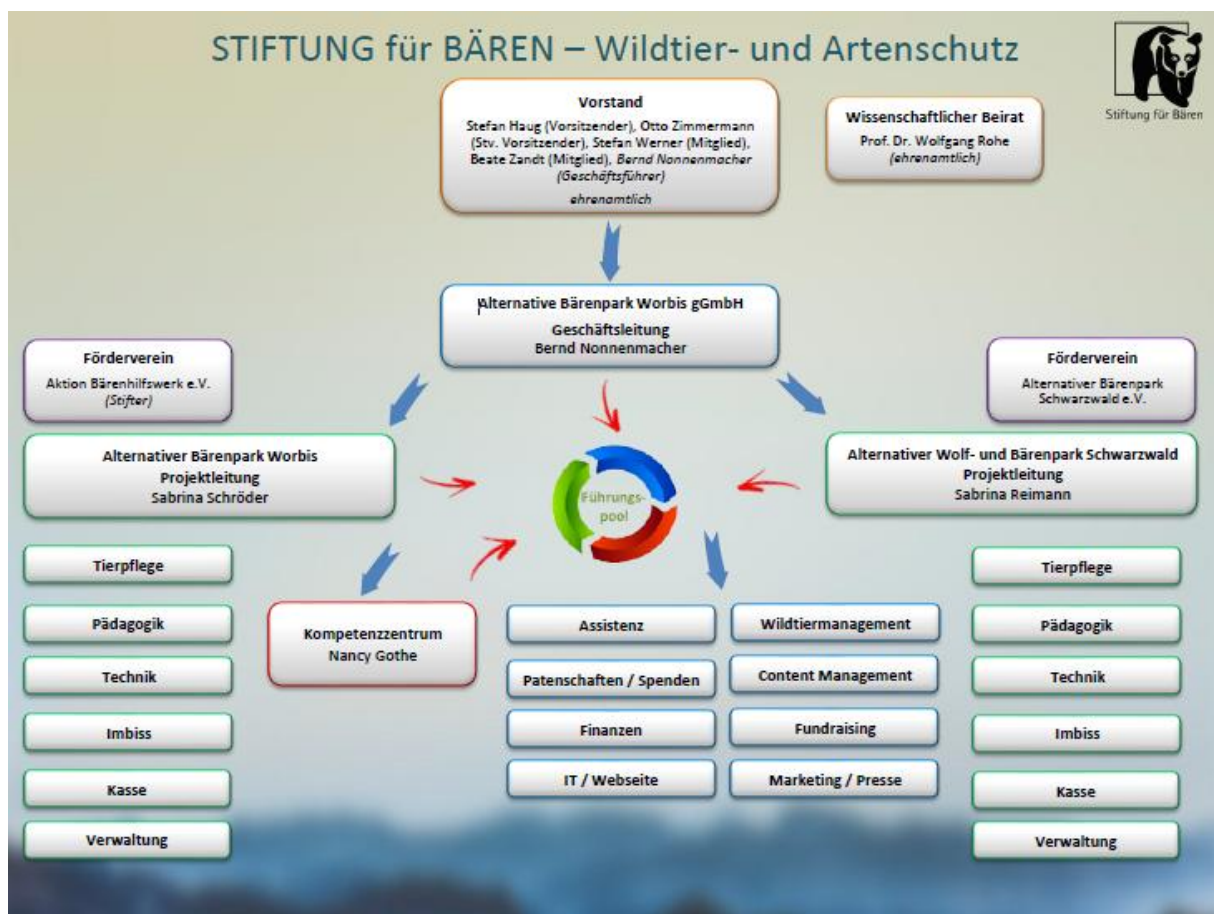 STIFTUNG für BÄREN – Wildtier- und Artenschutz
Stiftung für Bären
Vorstand
Stefan Haug (Vorsitzender), Otto Zimmermann
(Stv. Vorsitzender), Stefan Werner (Mitglied),
Beate Zandt (Mitglied), Bernd Nonnenmacher
(Geschäftsführer)
ehrenamtlich
Wissenschaftlicher Beirat
Prof. Dr. Wolfgang Rohe
(ehrenamtlich)
Alternative Bärenpark Worbis gGmbH
Geschäftsleitung
Bernd Nonnenmacher
Förderverein
Aktion Bärenhilfswerk e.V.
(Stifter)
Förderverein
Alternativer Bärenpark
Schwarzwald e.V.
Alternativer Bärenpark Worbis
Projektleitung
Sabrina Schröder
Führungs-
pool
Alternativer Wolf- und Bärenpark Schwarzwald
Projektleitung
Sabrina Reimann
Tierpflege
Pädagogik
Technik
Imbiss
Kasse
Verwaltung
Kompetenzzentrum
Nancy Gothe
Assistenz
Patenschaften / Spenden
Finanzen
IT / Webseite
Wildtiermanagement
Content Management
Fundraising
Marketing / Presse
Tierpflege
Pädagogik
Technik
Imbiss
Kasse
Verwaltung